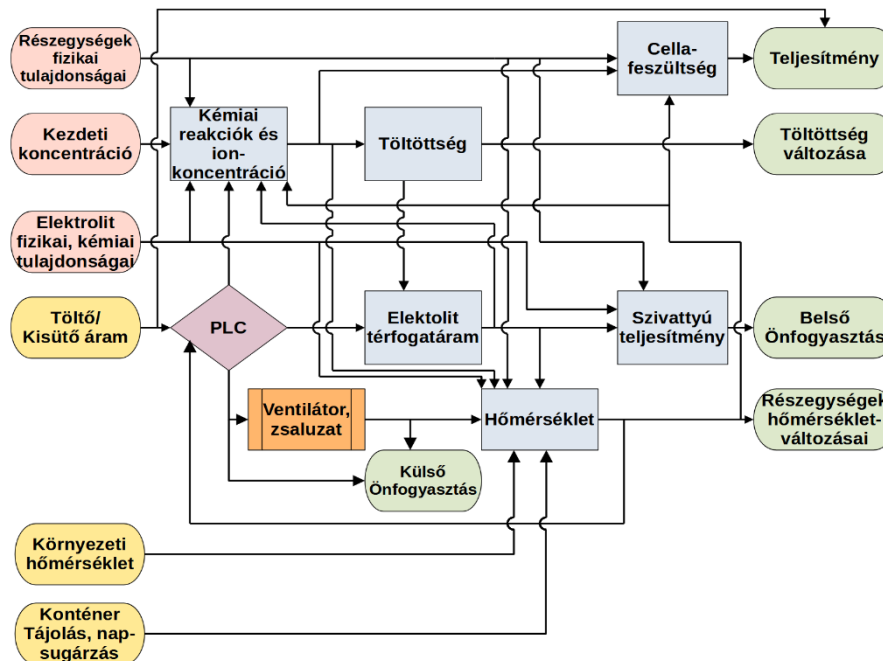 Részegységek
fizikai
tulajdonságai
Cella-
feszültség
Teljesítmény
Kezdeti
koncentráció
Kémiai
reakciók és
ion-
koncentráció
Töltöttség
Töltöttség
változása
Elektrolit
fizikai, kémiai
tulajdonságai
Töltő/
Kisütő áram
PLC
Elektolit
térfogatáram
Szivattyú
teljesítmény
Belső
Önfogyasztás
Ventilátor,
zsaluzat
Hőmérséklet
Részegységek
hőmérséklet-
változásai
Külső
Önfogyasztás
Környezeti
hőmérséklet
Konténer
Tájolás, nap-
sugárzás